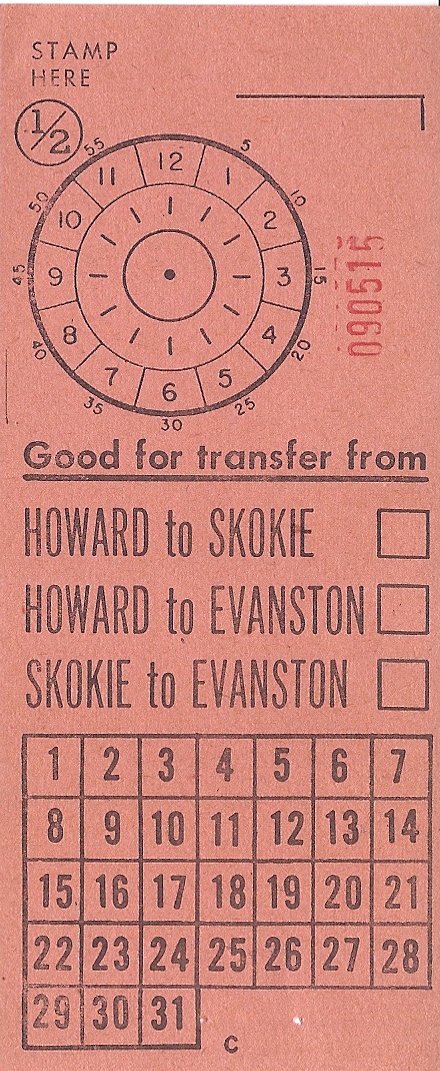 STAMP
HERE
1/2
55 5
50 10
45 15
40 20
35 25
30
12 1 2 3 4 5 6 7 8 9 10 11
090515
Good for transfer from
HOWARD to SKOKIE
HOWARD to EVANSTON
SKOKIE to EVANSTON
1 2 3 4 5 6 7
8 9 10 11 12 13 14
15 16 17 18 19 20 21
22 23 24 25 26 27 28
29 30 31
C